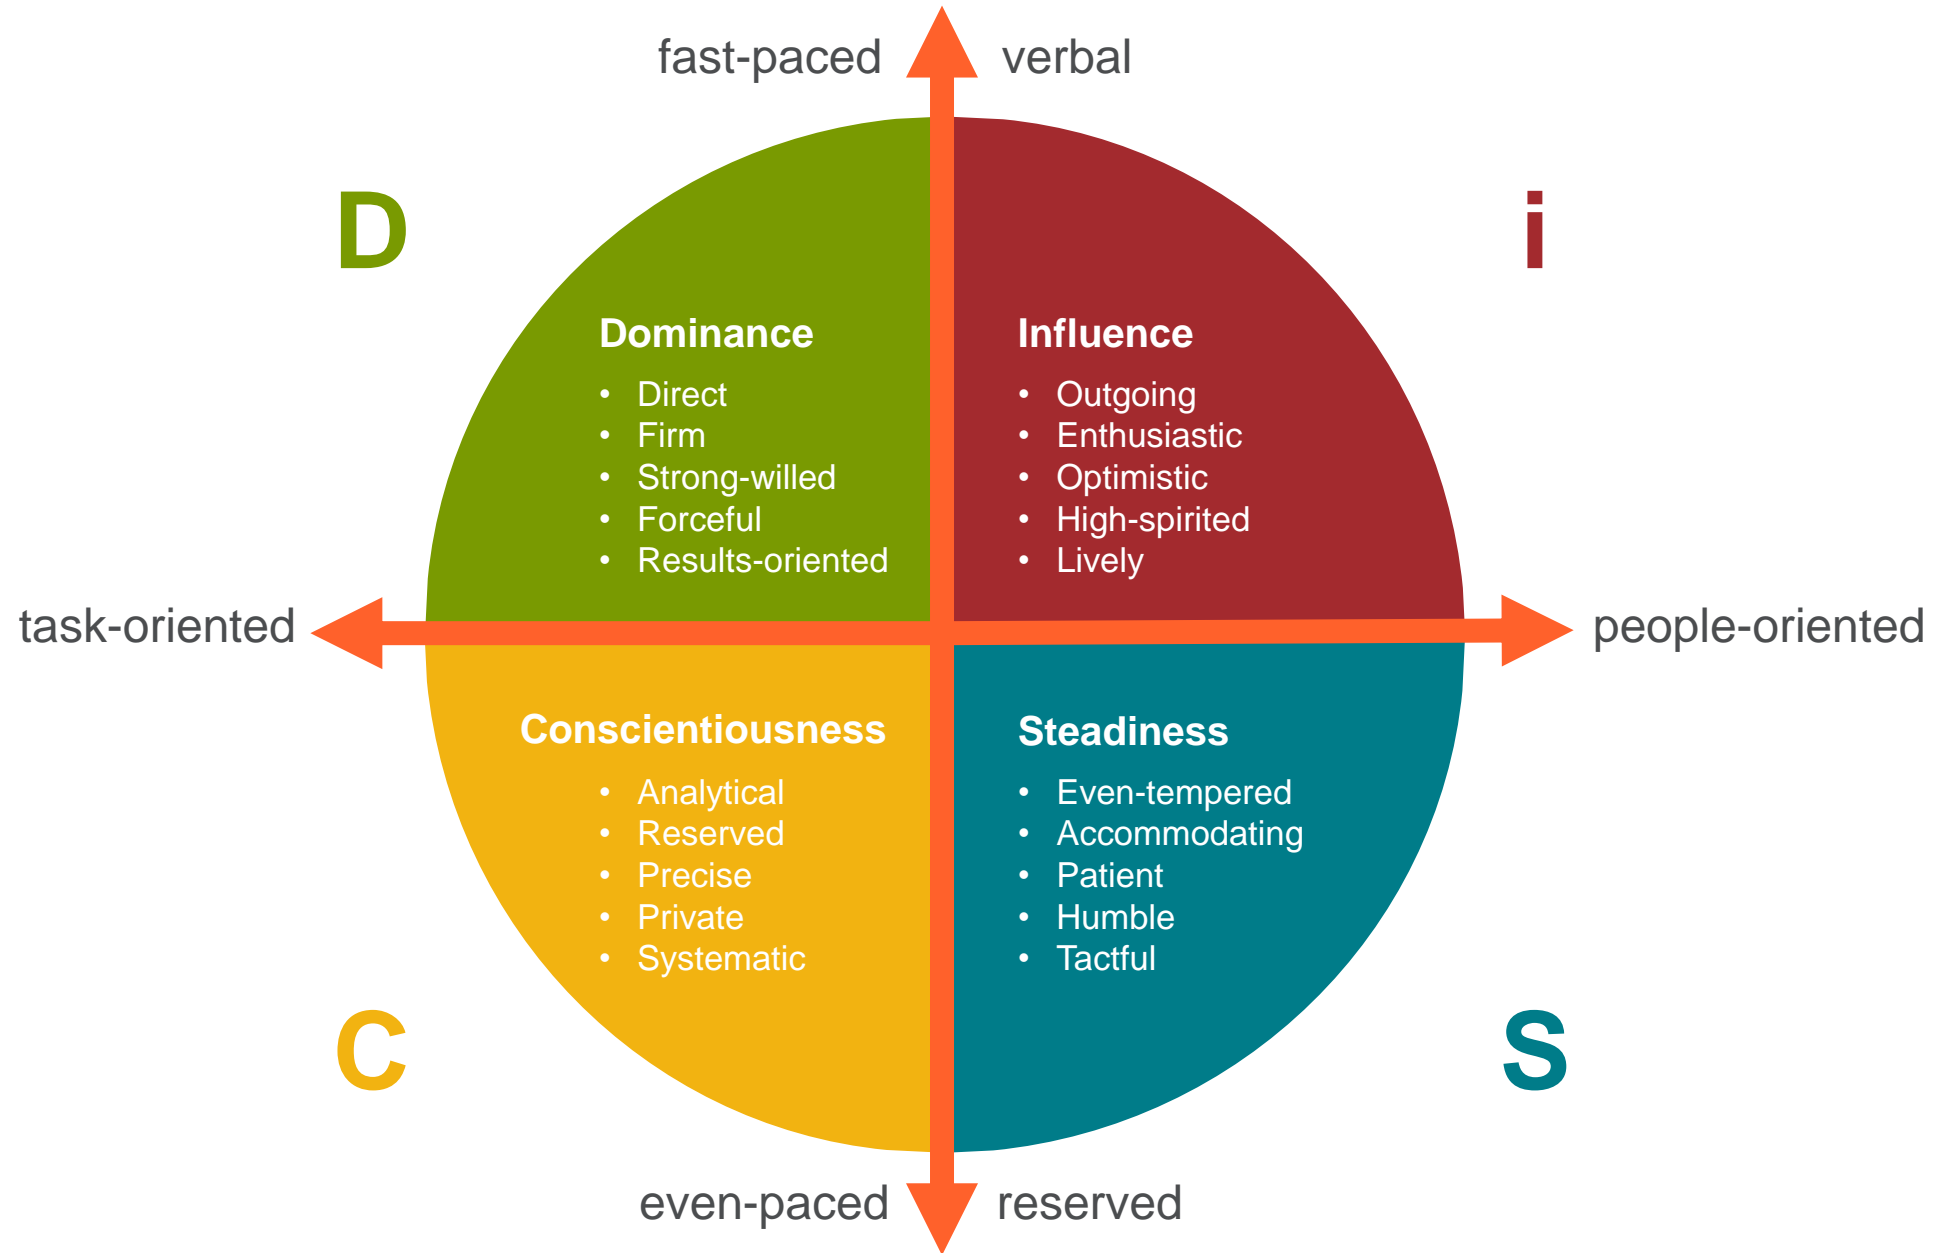 fast-paced
verbal
D
i
Dominance
• Direct
• Firm
• Strong-willed
• Forceful
• Results-oriented
Influence
• Outgoing
• Enthusiastic
• Optimistic
• High-spirited
• Lively
task-oriented
people-oriented
Conscientiousness
• Analytical
• Reserved
• Precise
• Private
• Systematic
Steadiness
• Even-tempered
• Accommodating
• Patient
• Humble
• Tactful
C
S
even-paced
reserved